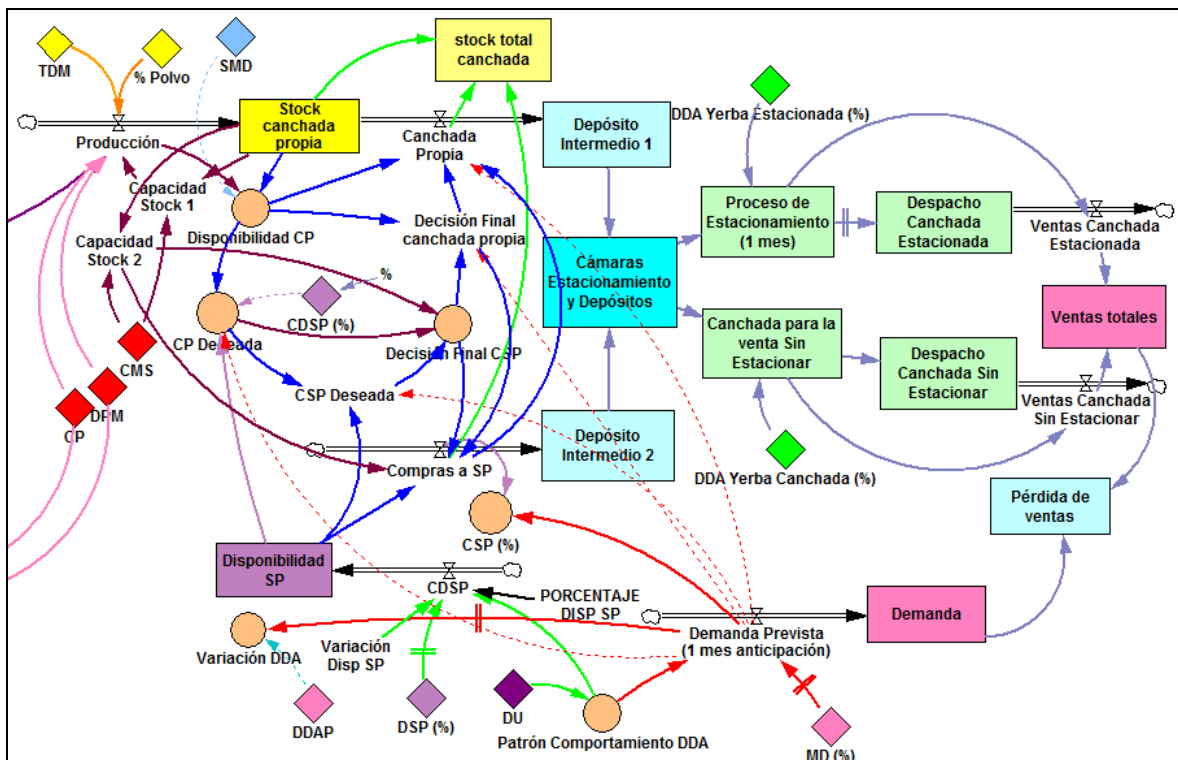 stock total
canchada
TDM
% Polvo
SMD
Stock
canchada
propia
Producción
Canchada
Propia
Depósito
Intermedio 1
DDA Yerba Estacionada (%)
Capacidad
Stock 1
Disponibilidad CP
Decisión Final
canchada propia
Proceso de
Estacionamiento
(1 mes)
Despacho
Canchada
Estacionada
Ventas Canchada
Estacionada
Capacidad
Stock 2
%
CDSP (%)
Cámaras
Estacionamiento
y Depósitos
Ventas totales
CP Deseada
Decisión Final CSP
Canchada para la
venta Sin
Estacionar
Despacho
Canchada Sin
Estacionar
CMS
CP
DPM
CSP Deseada
Ventas Canchada
Sin Estacionar
Depósito
Intermedio 2
Compras a SP
DDA Yerba Canchada (%)
CSP (%)
Pérdida de
ventas
Disponibilidad
SP
CDSP
PORCENTAJE
DISP SP
Demanda
Variación DDA
Variación
Disp SP
Demanda Prevista
(1 mes anticipación)
DDAP
DSP (%)
DU
Patrón Comportamiento DDA
MD (%)